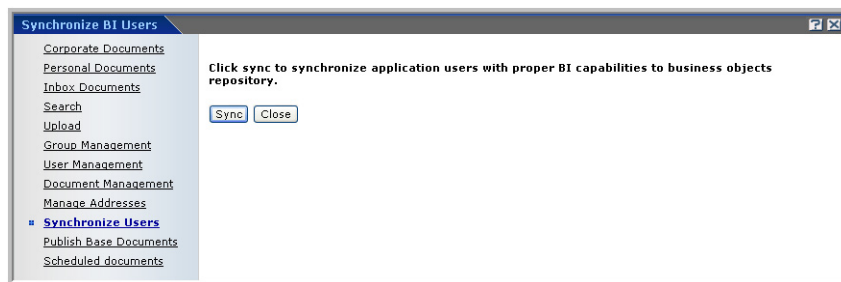 Synchronize BI Users
Corporate Documents
Personal Documents
Inbox Documents
Search
Upload
Group Management
User Management
Document Management
Manage Addresses
Synchronize Users
Publish Base Documents
Scheduled documents
Click sync to synchronize application users with proper BI capabilities to business objects
repository.
Sync Close